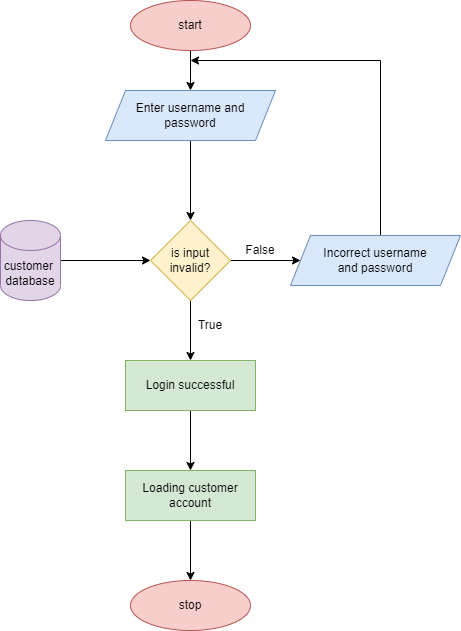 start
Enter username and
password
is input
invalid?
False
Incorrect username
and password
customer
database
True
Login successful
Loading customer
account
stop